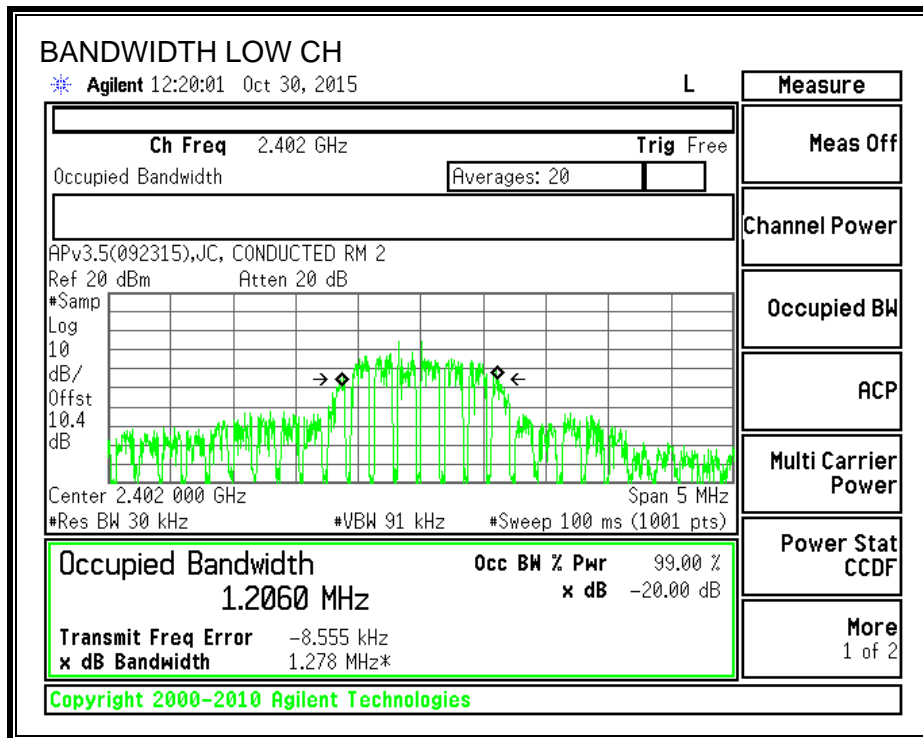 BANDWIDTH LOW CH
Agilent 12:20:01 Oct 30, 2015 L
Measure
Ch Freq 2.402 GHz Trig Free
Meas Off
Occupied Bandwidth Averages: 20
Channel Power
APv3.5(092315),JC, CONDUCTED RM 2
Ref 20 dBm Atten 20 dB
#Samp
Log
10
dB/
Offst
10.4
dB
Occupied BW
ACP
Multi Carrier
Power
Center 2.402 000 GHz Span 5 MHz
#Res BW 30 kHz #VBW 91 kHz #Sweep 100 ms (1001 pts)
Power Stat
CCDF
Occupied Bandwidth Occ BW % Pwr 99.00 %
1.2060 MHz x dB -20.00 dB
Transmit Freq Error -8.555 kHz
x dB Bandwidth 1.278 MHz*
More
1 of 2
Copyright 2000-2010 Agilent Technologies